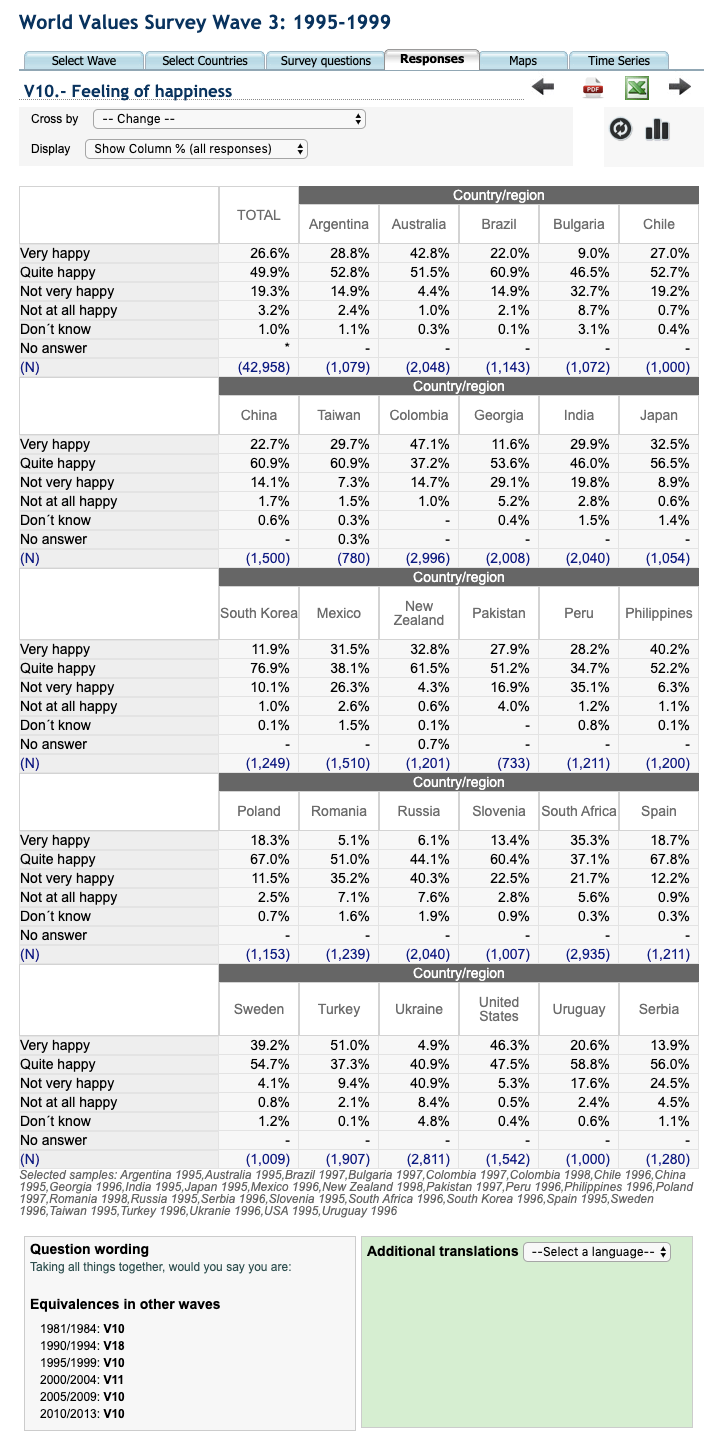 World Values Survey Wave 3: 1995-1999
Select Wave Select Countries Survey questions Responses Maps Time Series
V10.- Feeling of happiness
PDF
Cross by -- Change --
Display Show Column % (all responses)
Country/region
TOTAL Argentina Australia Brazil Bulgaria Chile
Very happy 26.6% 28.8% 42.8% 22.0% 9.0% 27.0%
Quite happy 49.9% 52.8% 51.5% 60.9% 46.5% 52.7%
Not very happy 19.3% 14.9% 4.4% 14.9% 32.7% 19.2%
Not at all happy 3.2% 2.4% 1.0% 2.1% 8.7% 0.7%
Don´t know 1.0% 1.1% 0.3% 0.1% 3.1% 0.4%
No answer * - - - - -
(N) (42,958) (1,079) (2,048) (1,143) (1,072) (1,000)
Country/region
China Taiwan Colombia Georgia India Japan
Very happy 22.7% 29.7% 47.1% 11.6% 29.9% 32.5%
Quite happy 60.9% 60.9% 37.2% 53.6% 46.0% 56.5%
Not very happy 14.1% 7.3% 14.7% 29.1% 19.8% 8.9%
Not at all happy 1.7% 1.5% 1.0% 5.2% 2.8% 0.6%
Don´t know 0.6% 0.3% - 0.4% 1.5% 1.4%
No answer - 0.3% - - - -
(N) (1,500) (780) (2,996) (2,008) (2,040) (1,054)
Country/region
South Korea Mexico New Zealand Pakistan Peru Philippines
Very happy 11.9% 31.5% 32.8% 27.9% 28.2% 40.2%
Quite happy 76.9% 38.1% 61.5% 51.2% 34.7% 52.2%
Not very happy 10.1% 26.3% 4.3% 16.9% 35.1% 6.3%
Not at all happy 1.0% 2.6% 0.6% 4.0% 1.2% 1.1%
Don´t know 0.1% 1.5% 0.1% - 0.8% 0.1%
No answer - - 0.7% - - -
(N) (1,249) (1,510) (1,201) (733) (1,211) (1,200)
Country/region
Poland Romania Russia Slovenia South Africa Spain
Very happy 18.3% 5.1% 6.1% 13.4% 35.3% 18.7%
Quite happy 67.0% 51.0% 44.1% 60.4% 37.1% 67.8%
Not very happy 11.5% 35.2% 40.3% 22.5% 21.7% 12.2%
Not at all happy 2.5% 7.1% 7.6% 2.8% 5.6% 0.9%
Don´t know 0.7% 1.6% 1.9% 0.9% 0.3% 0.3%
No answer - - - - - -
(N) (1,153) (1,239) (2,040) (1,007) (2,935) (1,211)
Country/region
Sweden Turkey Ukraine United States Uruguay Serbia
Very happy 39.2% 51.0% 4.9% 46.3% 20.6% 13.9%
Quite happy 54.7% 37.3% 40.9% 47.5% 58.8% 56.0%
Not very happy 4.1% 9.4% 40.9% 5.3% 17.6% 24.5%
Not at all happy 0.8% 2.1% 8.4% 0.5% 2.4% 4.5%
Don´t know 1.2% 0.1% 4.8% 0.4% 0.6% 1.1%
No answer - - - - - -
(N) (1,009) (1,907) (2,811) (1,542) (1,000) (1,280)
Selected samples: Argentina 1995,Australia 1995,Brazil 1997,Bulgaria 1997,Colombia 1997,Colombia 1998,Chile 1996,China
1995,Georgia 1996,India 1995,Japan 1995,Mexico 1996,New Zealand 1998,Pakistan 1997,Peru 1996,Philippines 1996,Poland
1997,Romania 1998,Russia 1995,Serbia 1996,Slovenia 1995,South Africa 1996,South Korea 1996,Spain 1995,Sweden
1996,Taiwan 1995,Turkey 1996,Ukranie 1996,USA 1995,Uruguay 1996
Question wording
Taking all things together, would you say you are:
Equivalences in other waves
1981/1984: V10
1990/1994: V18
1995/1999: V10
2000/2004: V11
2005/2009: V10
2010/2013: V10
Additional translations --Select a language--